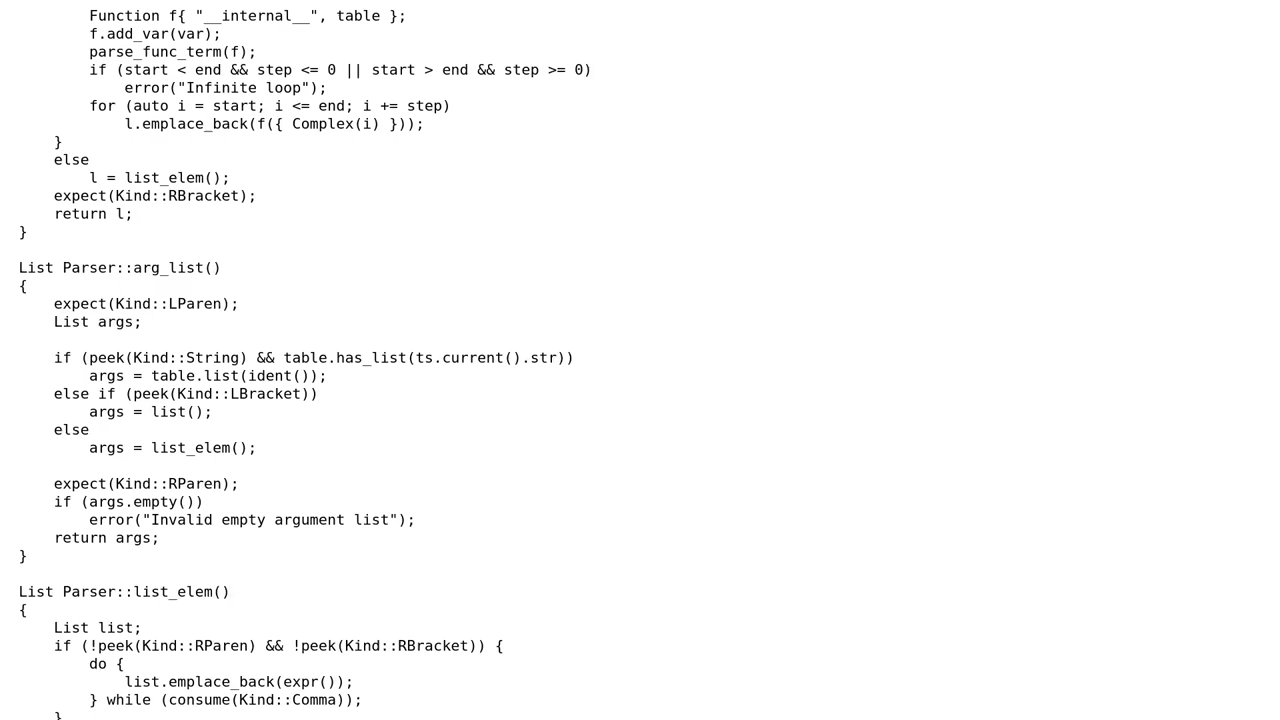 Function f{ "__internal__", table };
        f.add_var(var);
        parse_func_term(f);
        if (start < end && step <= 0 || start > end && step >= 0)
            error("Infinite loop");
        for (auto i = start; i <= end; i += step)
            l.emplace_back(f({ Complex(i) }));
    }
    else
        l = list_elem();
    expect(Kind::RBracket);
    return l;
}

List Parser::arg_list()
{
    expect(Kind::LParen);
    List args;

    if (peek(Kind::String) && table.has_list(ts.current().str))
        args = table.list(ident());
    else if (peek(Kind::LBracket))
        args = list();
    else
        args = list_elem();

    expect(Kind::RParen);
    if (args.empty())
        error("Invalid empty argument list");
    return args;
}

List Parser::list_elem()
{
    List list;
    if (!peek(Kind::RParen) && !peek(Kind::RBracket)) {
        do {
            list.emplace_back(expr());
        } while (consume(Kind::Comma));
    }